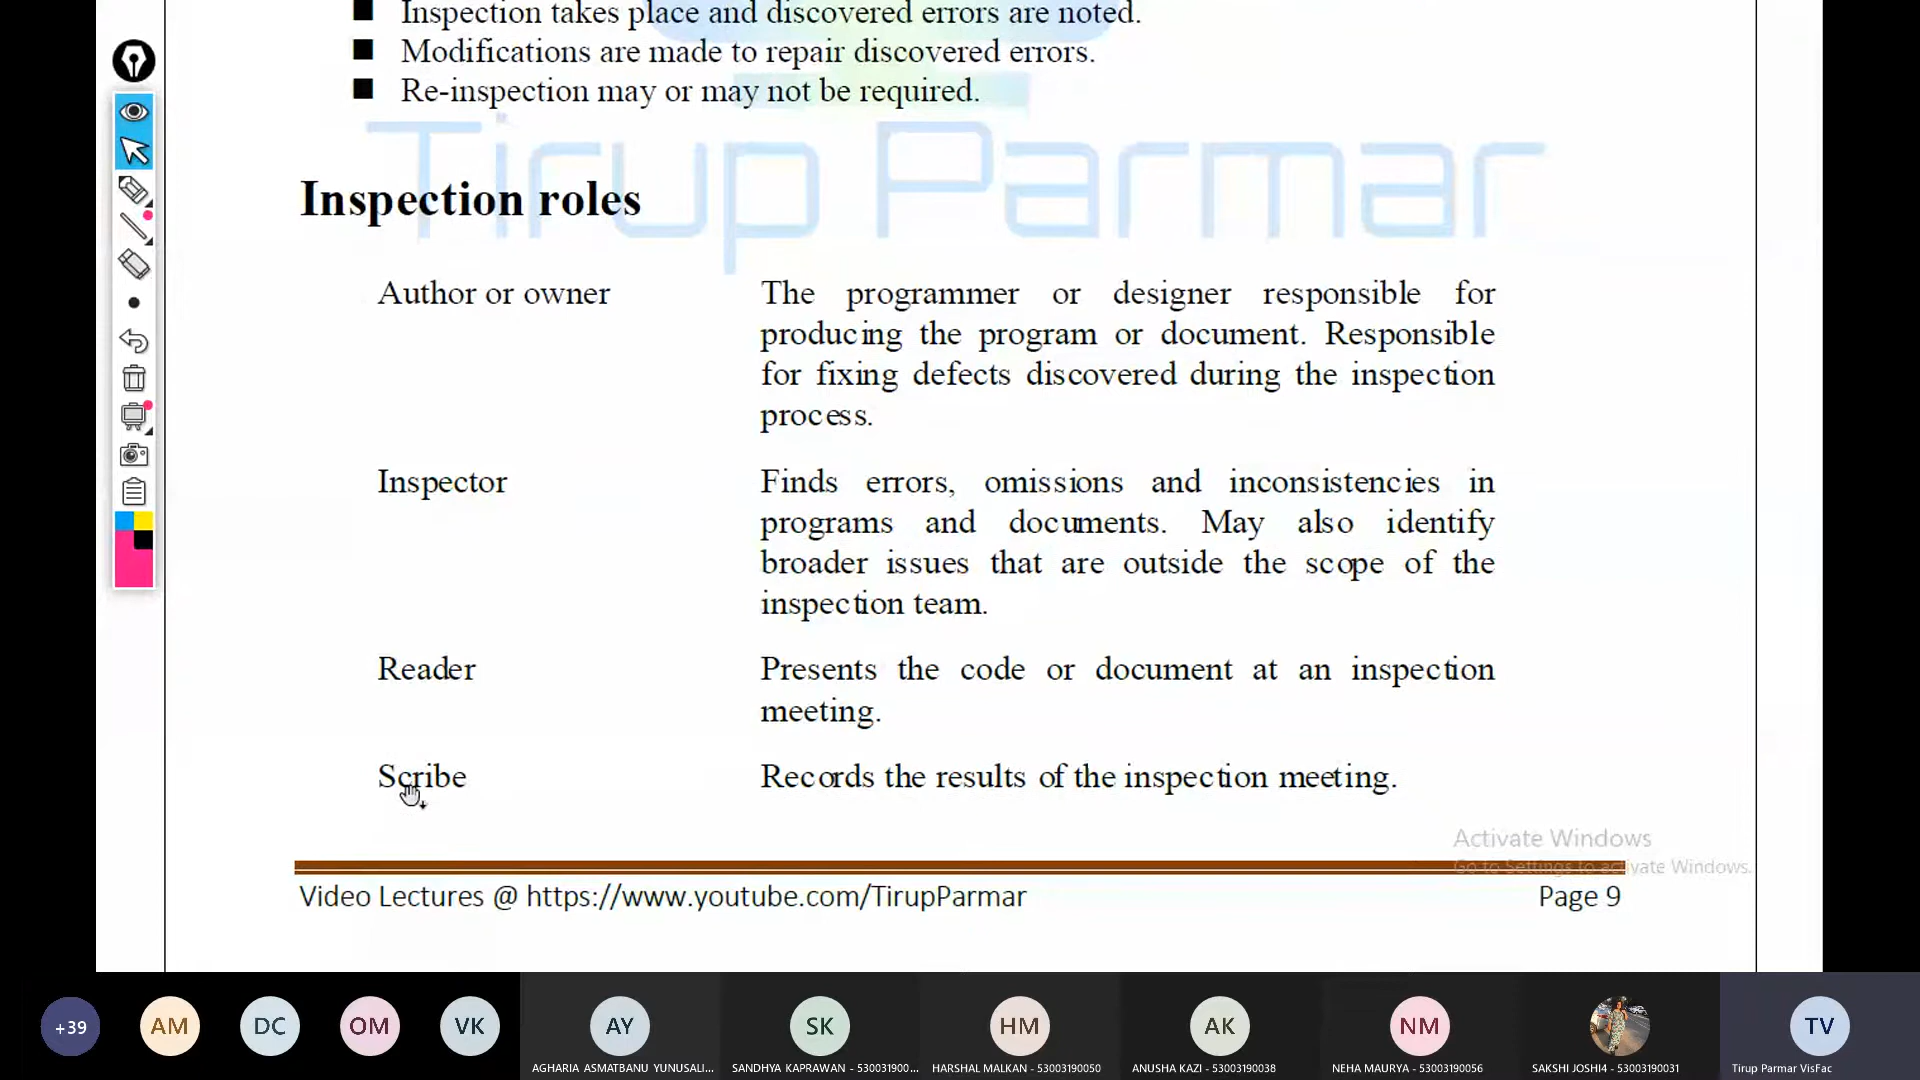 Inspection takes place and discovered errors are noted.
Modifications are made to repair discovered errors.
Re-inspection may or may not be required.
Tirup Parmar
Inspection roles
Author or owner
The programmer or designer responsible for
producing the program or document. Responsible
for fixing defects discovered during the inspection
process.
Inspector
Finds errors, omissions and inconsistencies in
programs and documents. May also identify
broader issues that are outside the scope of the
inspection team.
Reader
Presents the code or document at an inspection
meeting.
Scribe
Records the results of the inspection meeting.
Activate Windows
Go to Settings to activate Windows.
Video Lectures @ https://www.youtube.com/TirupParmar
Page 9
+39
AM
DC
OM
VK
AY
SK
HM
AK
NM
TV
AGHARIA ASMATBANU YUNUSALI...
SANDHYA KAPRAWAN - 530031900...
HARSHAL MALKAN - 53003190050
ANUSHA KAZI - 53003190038
NEHA MAURYA - 53003190056
SAKSHI JOSHI4 - 53003190031
Tirup Parmar VisFac